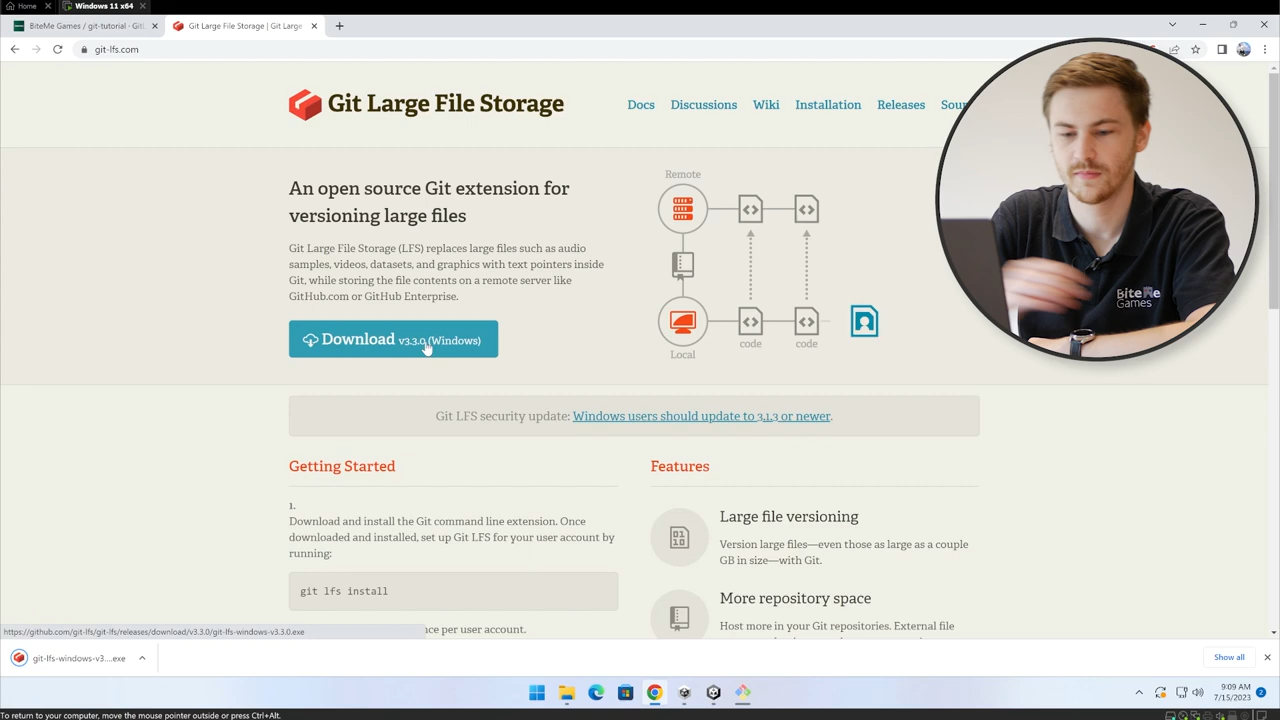 Home
Windows 11 x64
BiteMe Games / git-tutorial · Git
Git Large File Storage | Git Large
git-lfs.com
Git Large File Storage
Docs
Discussions
Wiki
Installation
Releases
Sour
An open source Git extension for
versioning large files
Git Large File Storage (LFS) replaces large files such as audio
samples, videos, datasets, and graphics with text pointers inside
Git, while storing the file contents on a remote server like
GitHub.com or GitHub Enterprise.
Download v3.3.0 (Windows)
Remote
Local
code
code
BiteMe
Games
Git LFS security update: Windows users should update to 3.1.3 or newer.
Getting Started
1.
Download and install the Git command line extension. Once
downloaded and installed, set up Git LFS for your user account by
running:
git lfs install
nce per user account.
Features
Large file versioning
Version large files—even those as large as a couple
GB in size—with Git.
More repository space
Host more in your Git repositories. External file
https://github.com/git-lfs/git-lfs/releases/download/v3.3.0/git-lfs-windows-v3.3.0.exe
git-lfs-windows-v3....exe
Show all
9:09 AM
7/15/2023
2
To return to your computer, move the mouse pointer outside or press Ctrl+Alt.